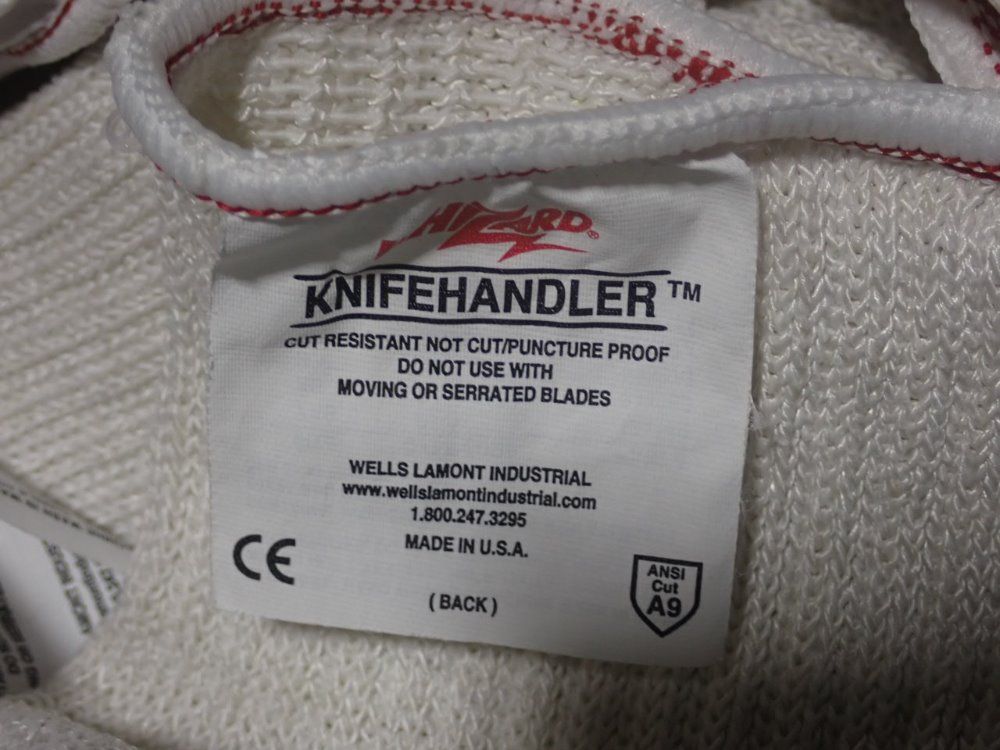 WHIZARD®
KNIFEHANDLER™
CUT RESISTANT NOT CUT/PUNCTURE PROOF
DO NOT USE WITH
MOVING OR SERRATED BLADES
WELLS LAMONT INDUSTRIAL
www.wellslamontindustrial.com
1.800.247.3295
MADE IN U.S.A.
CE
(BACK)
ANSI
Cut
A9